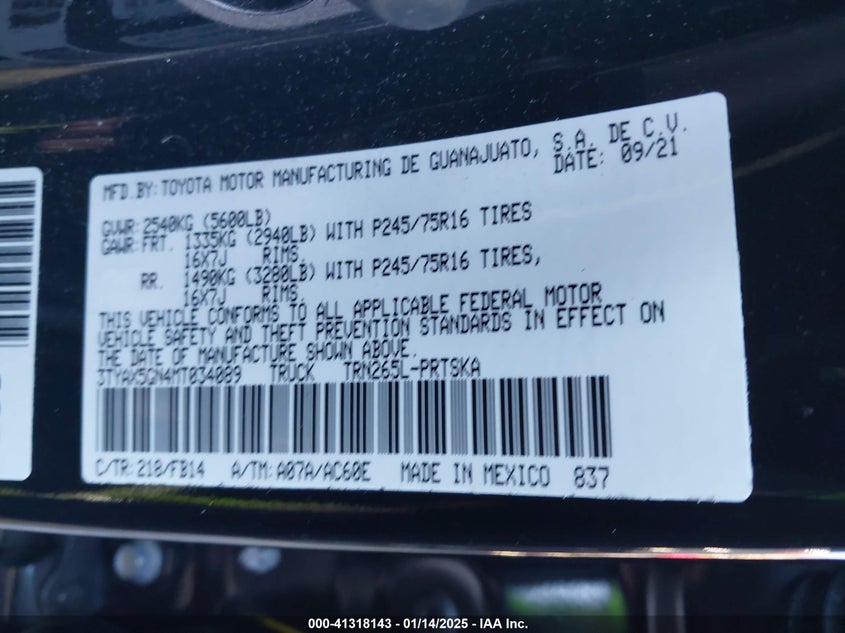 MFD.BY:TOYOTA MOTOR MANUFACTURING DE GUANAJUATO, S.A. DE C.V.
DATE: 09/21
GVWR:2540KG (5600LB)
GAWR:FRT. 1335KG (2940LB) WITH P245/75R16 TIRES
16X7J RIMS,
RR. 1490KG (3280LB) WITH P245/75R16 TIRES,
16X7J RIMS.
THIS VEHICLE CONFORMS TO ALL APPLICABLE FEDERAL MOTOR
VEHICLE SAFETY AND THEFT PREVENTION STANDARDS IN EFFECT ON
THE DATE OF MANUFACTURE SHOWN ABOVE.
3TYAX5GN4MT034089 TRUCK TRN265L-PRTSKA
C/TR:218/FB14 A/TM:A07A/AC60E MADE IN MEXICO 837
000-41318143 - 01/14/2025 - IAA Inc.